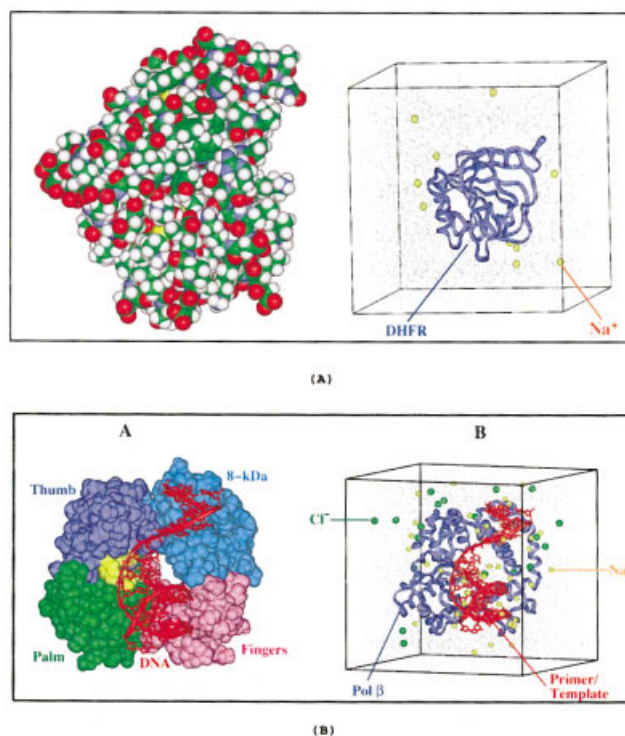 DHFR
Na⁺
(A)
A
B
8-kDa
Thumb
Cl⁻
Na
Palm
DNA
Fingers
Pol β
Primer/
Template
(B)